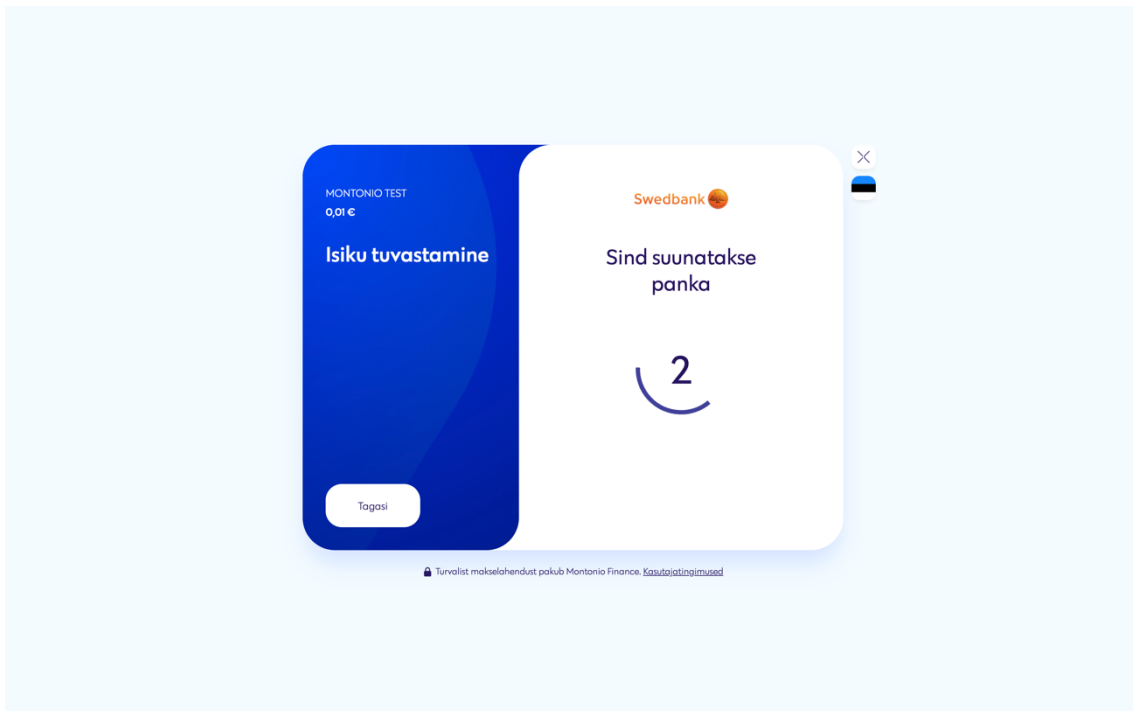 MONTONIO TEST
0,01 €
Isiku tuvastamine
Tagasi
Swedbank
Sind suunatakse
panka
2
Turvalist makselahendust pakub Montonio Finance. Kasutajatingimused